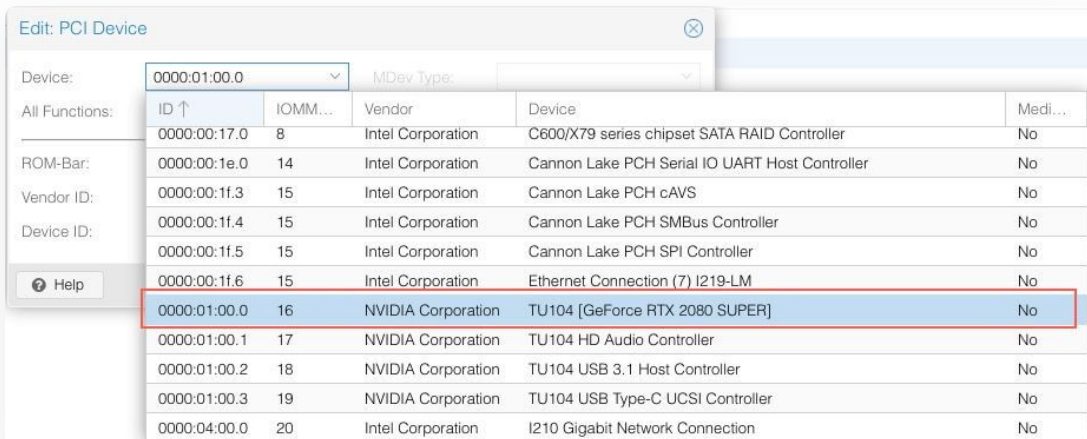 Edit: PCI Device
Device: 0000:01:00.0 MDev Type:
All Functions:
ROM-Bar:
Vendor ID:
Device ID:
Help
ID ↑ IOMM... Vendor Device Medi...
0000:00:17.0 8 Intel Corporation C600/X79 series chipset SATA RAID Controller No
0000:00:1e.0 14 Intel Corporation Cannon Lake PCH Serial IO UART Host Controller No
0000:00:1f.3 15 Intel Corporation Cannon Lake PCH cAVS No
0000:00:1f.4 15 Intel Corporation Cannon Lake PCH SMBus Controller No
0000:00:1f.5 15 Intel Corporation Cannon Lake PCH SPI Controller No
0000:00:1f.6 15 Intel Corporation Ethernet Connection (7) I219-LM No
0000:01:00.0 16 NVIDIA Corporation TU104 [GeForce RTX 2080 SUPER] No
0000:01:00.1 17 NVIDIA Corporation TU104 HD Audio Controller No
0000:01:00.2 18 NVIDIA Corporation TU104 USB 3.1 Host Controller No
0000:01:00.3 19 NVIDIA Corporation TU104 USB Type-C UCSI Controller No
0000:04:00.0 20 Intel Corporation I210 Gigabit Network Connection No